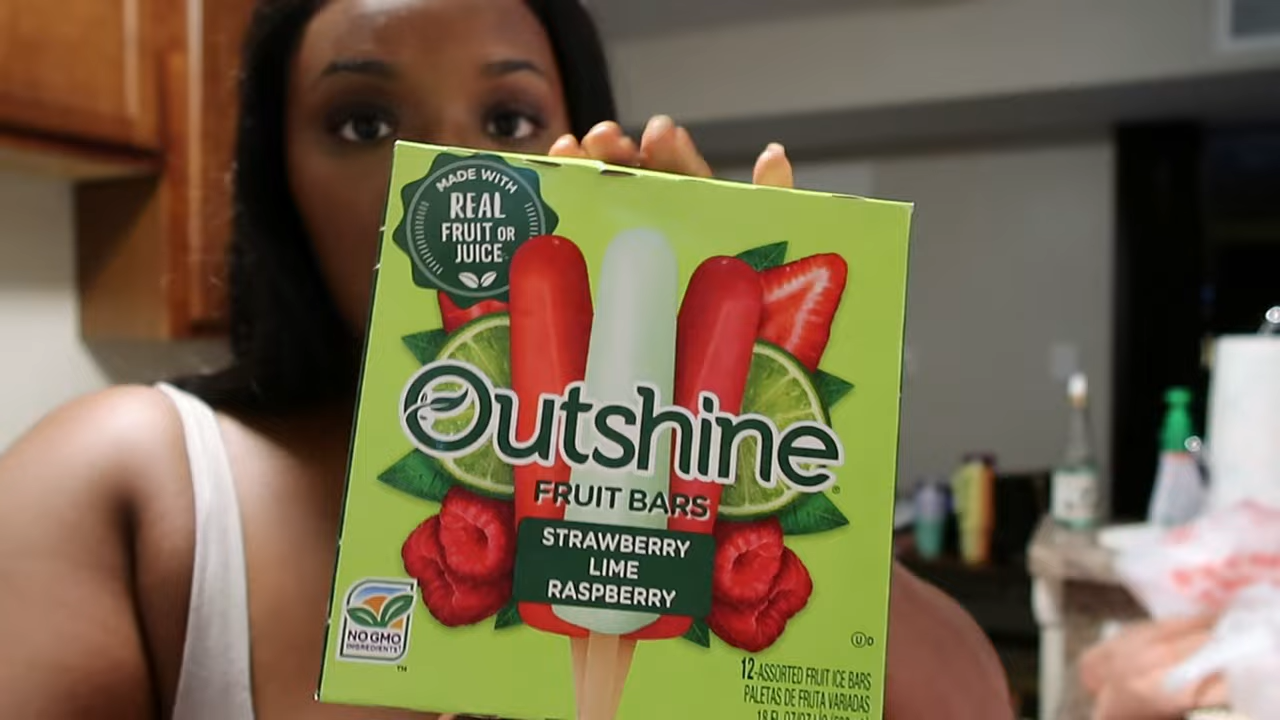 MADE WITH
REAL
FRUIT OR
JUICE
Outshine
FRUIT BARS
STRAWBERRY
LIME
RASPBERRY
NO GMO
INGREDIENTS
TM
U D
12-ASSORTED FRUIT ICE BARS
PALETAS DE FRUTA VARIADAS